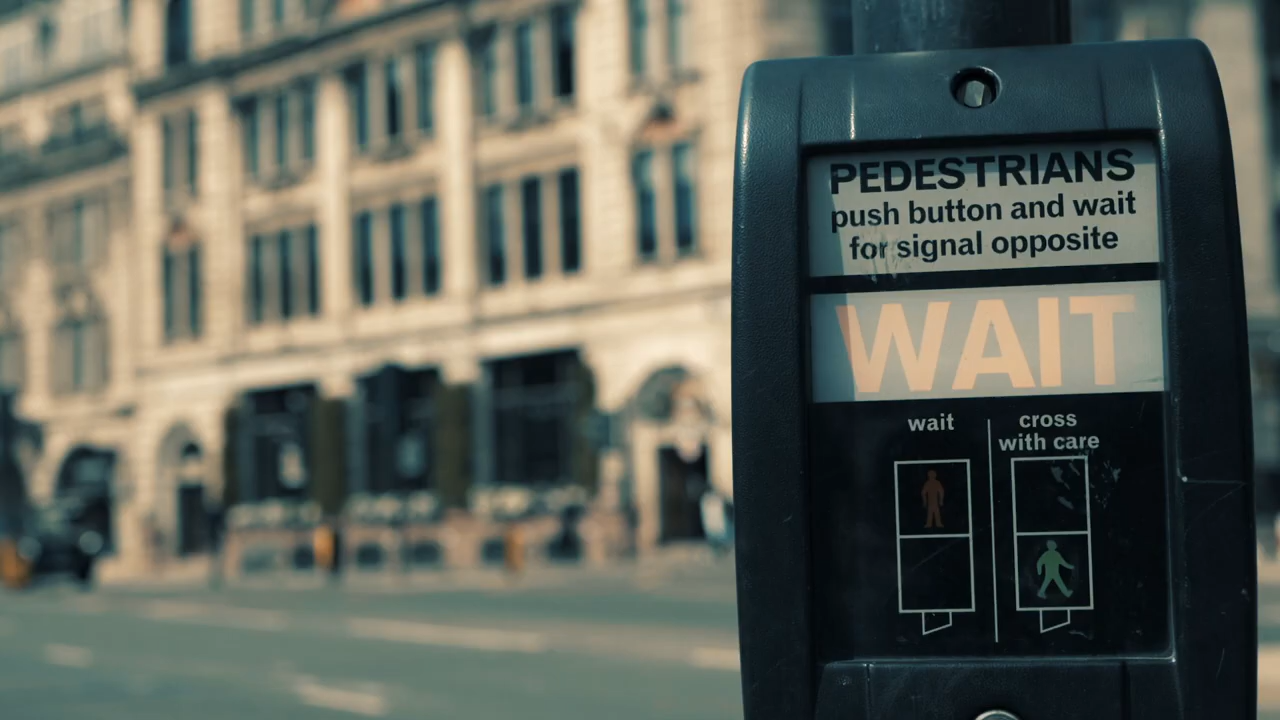 PEDESTRIANS
push button and wait
for signal opposite
WAIT
wait
cross
with care